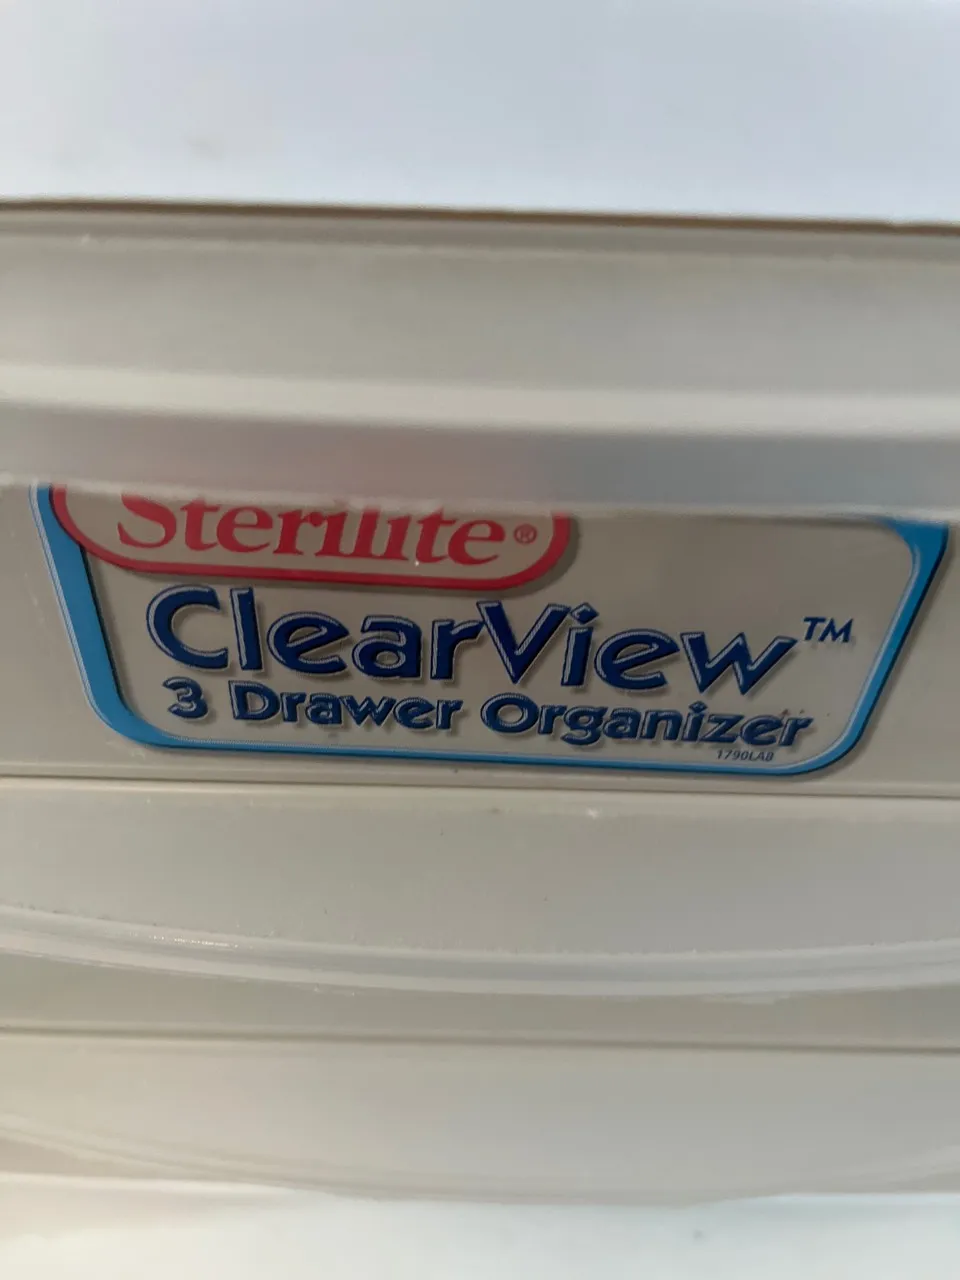 Sterilite®
ClearView™
3 Drawer Organizer
1790LAB